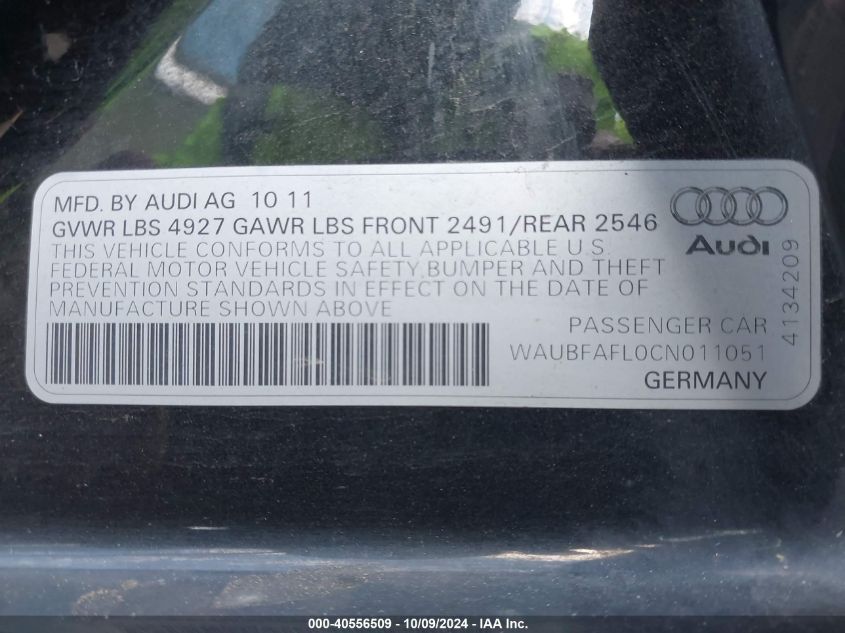 MFD. BY AUDI AG 10 11
GVWR LBS 4927 GAWR LBS FRONT 2491/REAR 2546
THIS VEHICLE CONFORMS TO ALL APPLICABLE U.S.
FEDERAL MOTOR VEHICLE SAFETY,BUMPER AND THEFT
PREVENTION STANDARDS IN EFFECT ON THE DATE OF
MANUFACTURE SHOWN ABOVE
Audi
4134209
PASSENGER CAR
WAUBFAFL0CN011051
GERMANY
000-40556509 - 10/09/2024 - IAA Inc.